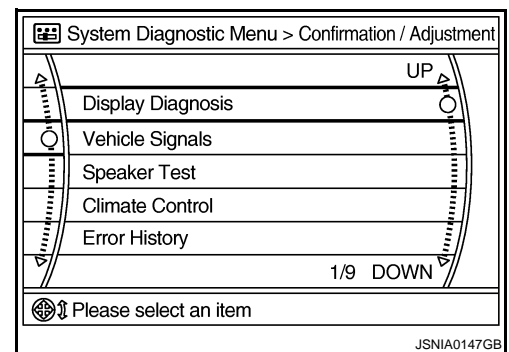 System Diagnostic Menu > Confirmation / Adjustment
UP
Display Diagnosis
Vehicle Signals
Speaker Test
Climate Control
Error History
1/9 DOWN
Please select an item
JSNIA0147GB